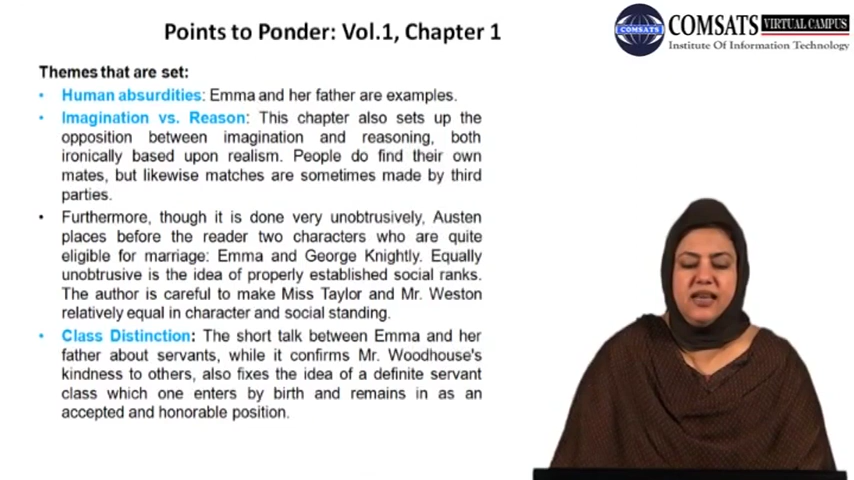 Points to Ponder: Vol.1, Chapter 1
COMSATS
COMSATS VIRTUAL CAMPUS
Institute Of Information Technology
Themes that are set:
• Human absurdities: Emma and her father are examples.
• Imagination vs. Reason: This chapter also sets up the
opposition between imagination and reasoning, both
ironically based upon realism. People do find their own
mates, but likewise matches are sometimes made by third
parties.
• Furthermore, though it is done very unobtrusively, Austen
places before the reader two characters who are quite
eligible for marriage: Emma and George Knightly. Equally
unobtrusive is the idea of properly established social ranks.
The author is careful to make Miss Taylor and Mr. Weston
relatively equal in character and social standing.
• Class Distinction: The short talk between Emma and her
father about servants, while it confirms Mr. Woodhouse's
kindness to others, also fixes the idea of a definite servant
class which one enters by birth and remains in as an
accepted and honorable position.